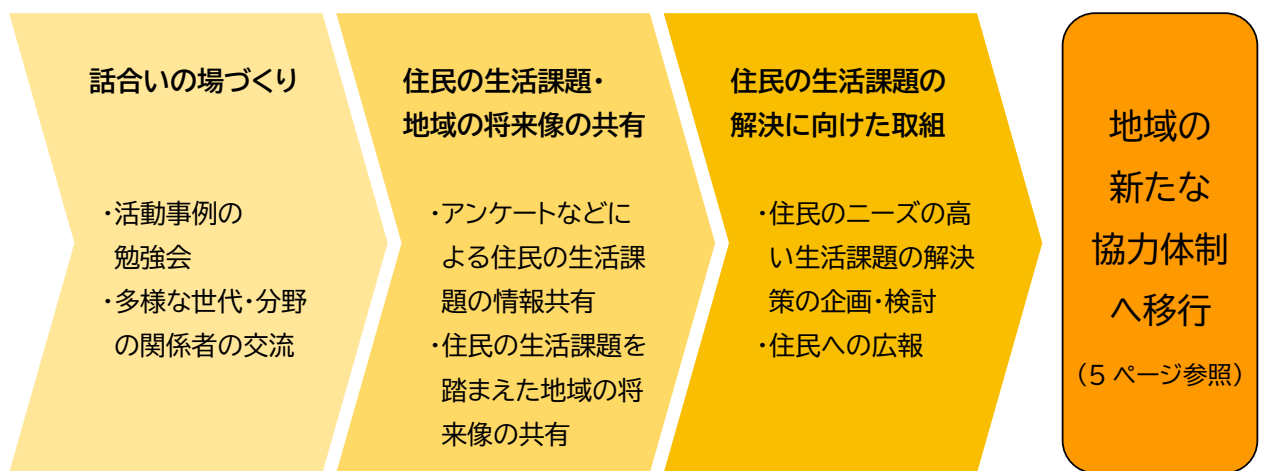 話合いの場づくり
・活動事例の
勉強会
・多様な世代・分野
の関係者の交流
住民の生活課題・
地域の将来像の共有
・アンケートなどに
よる住民の生活課
題の情報共有
・住民の生活課題を
踏まえた地域の将
来像の共有
住民の生活課題の
解決に向けた取組
・住民のニーズの高
い生活課題の解決
策の企画・検討
・住民への広報
地域の
新たな
協力体制
へ移行
（5 ページ参照）